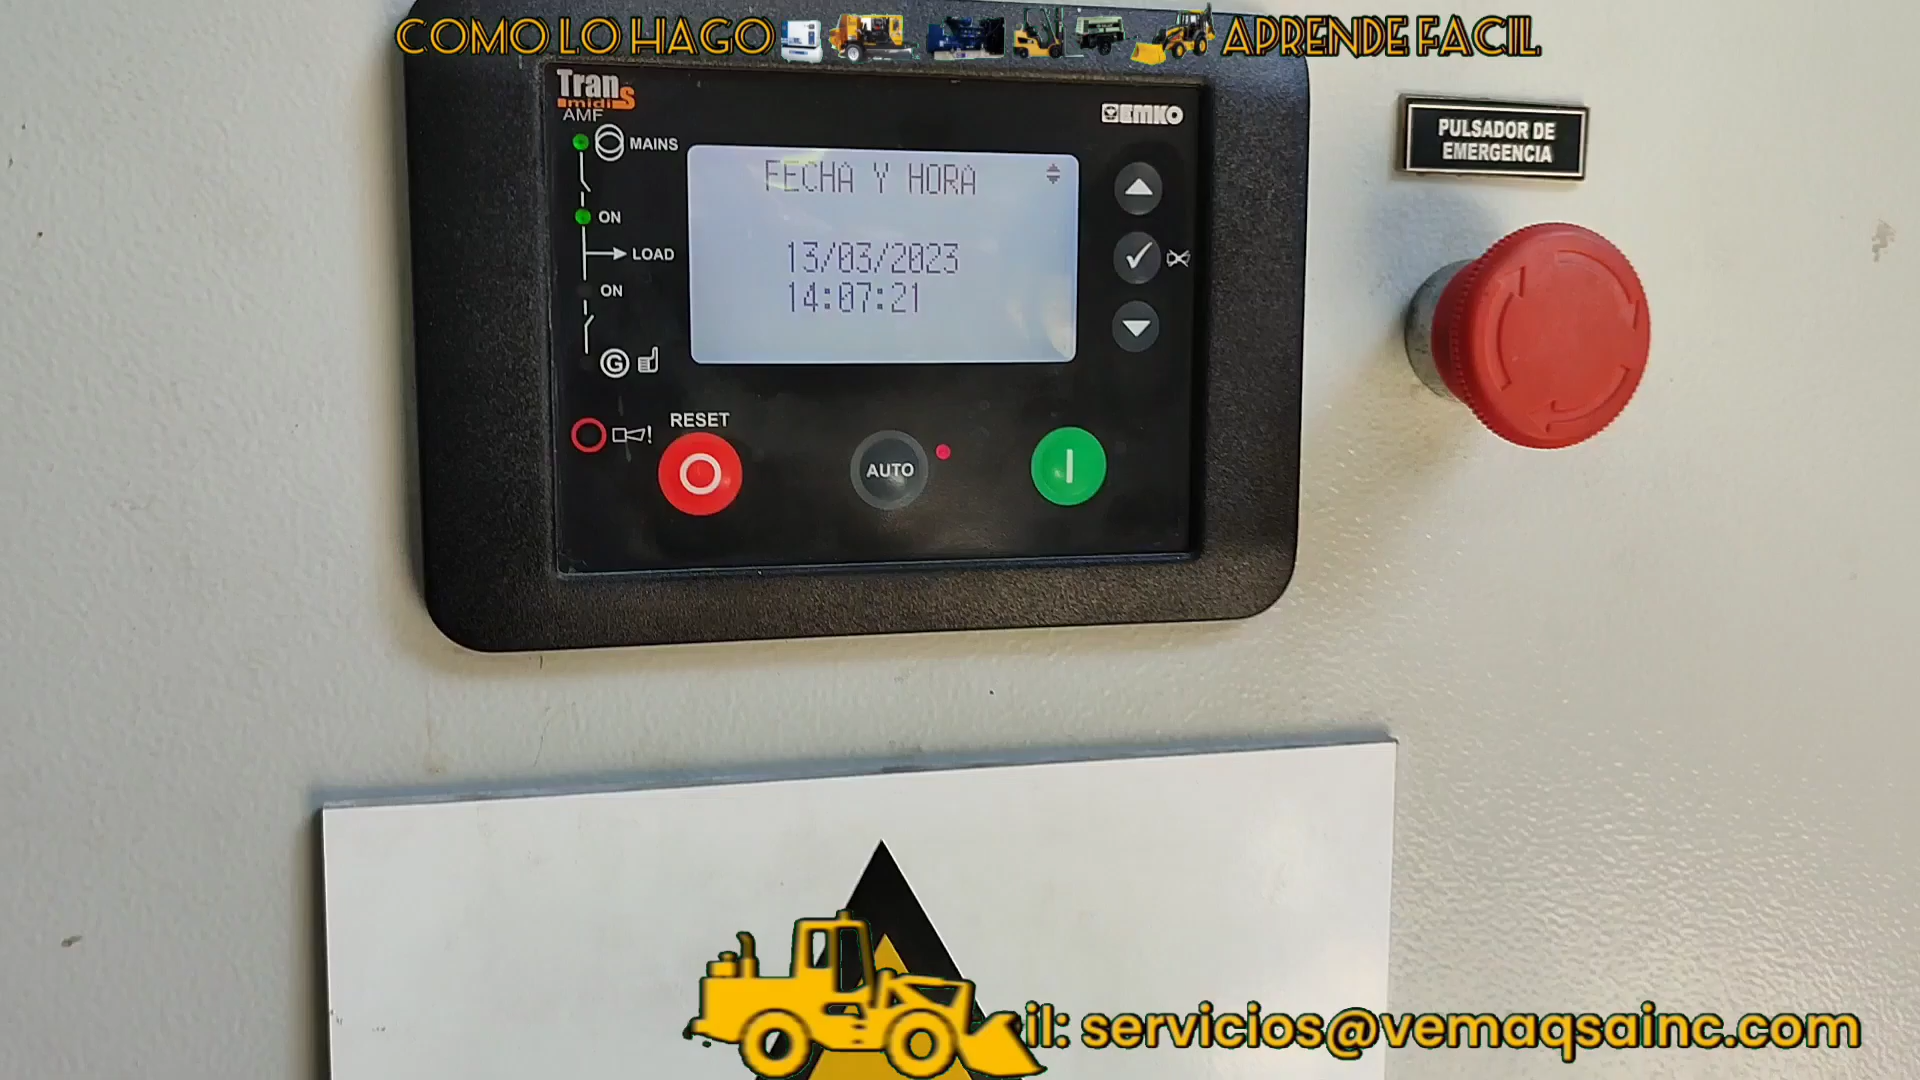 COMO LO HAGO APRENDE FACIL
Trans
midi
AMF
EMKO
MAINS
ON
LOAD
ON
G
FECHA Y HORA
13/03/2023
14:07:21
RESET
AUTO
PULSADOR DE
EMERGENCIA
il: servicios@vemaqsainc.com